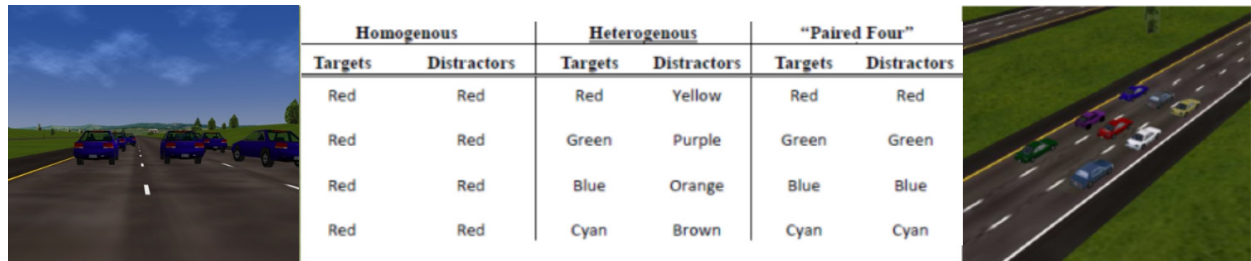 Homogenous Heterogenous “Paired Four”
Targets Distractors Targets Distractors Targets Distractors
Red Red Red Yellow Red Red
Red Red Green Purple Green Green
Red Red Blue Orange Blue Blue
Red Red Cyan Brown Cyan Cyan